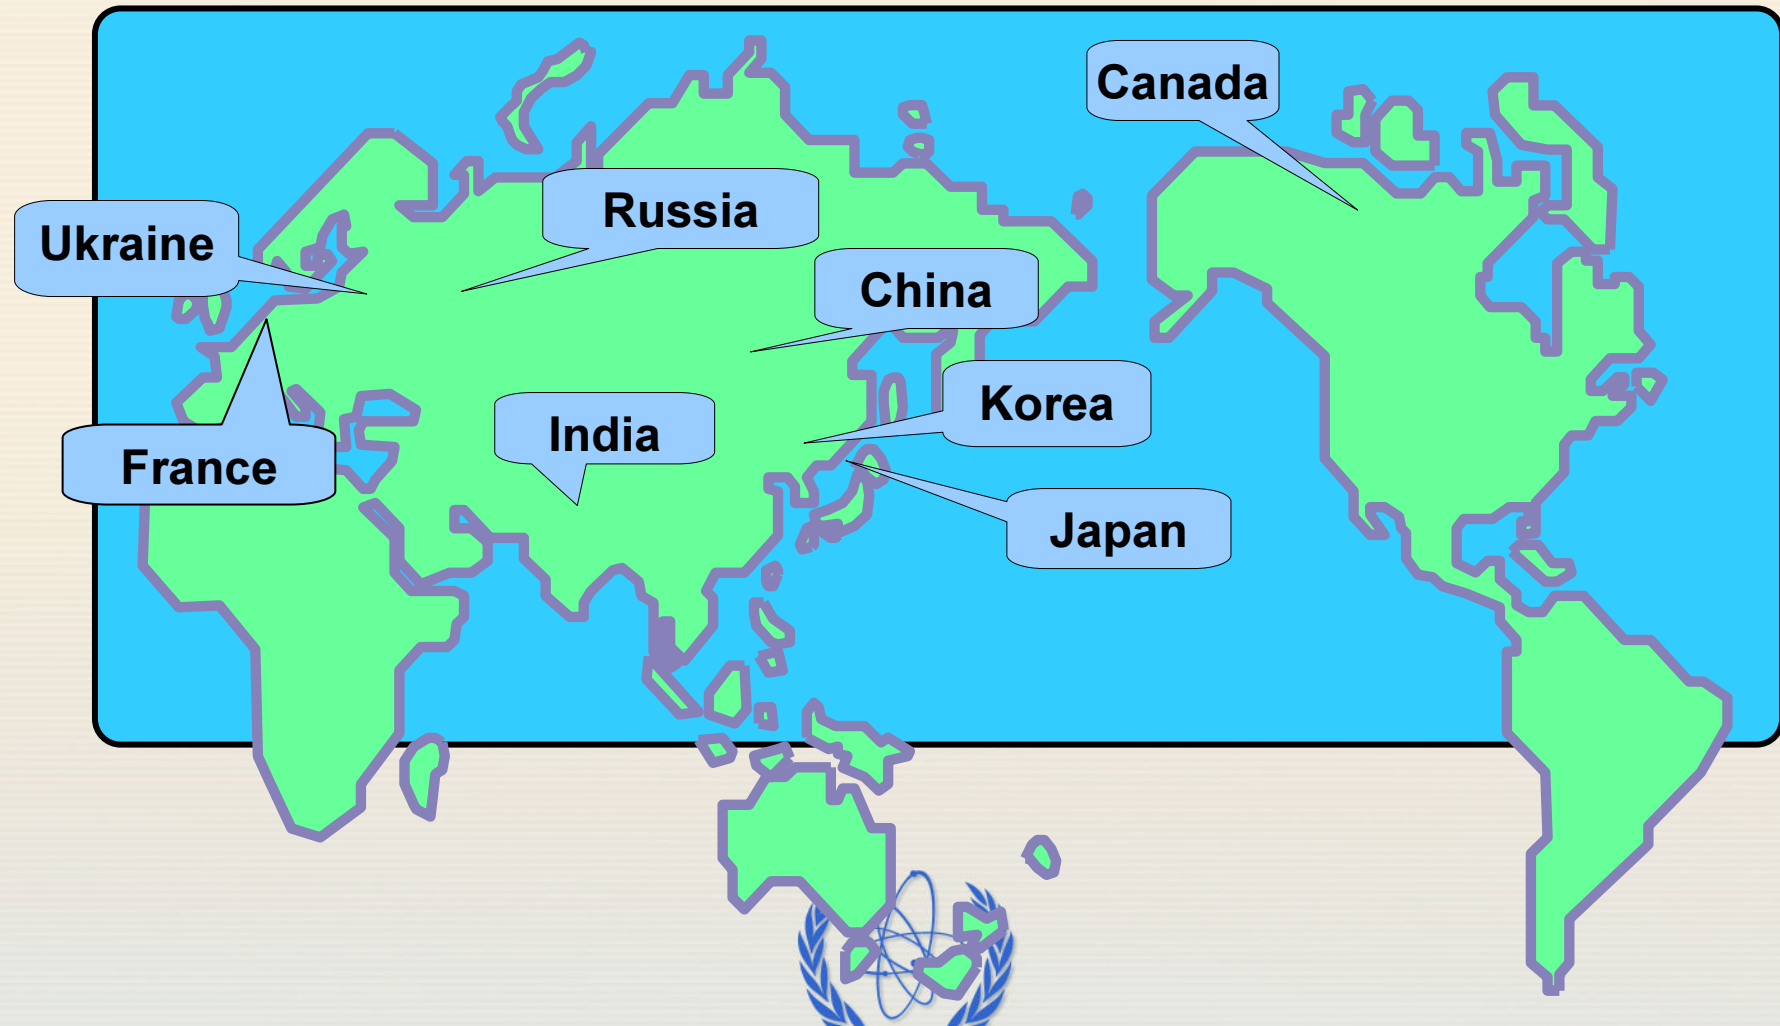 Canada
Russia
Ukraine
China
Korea
India
France
Japan